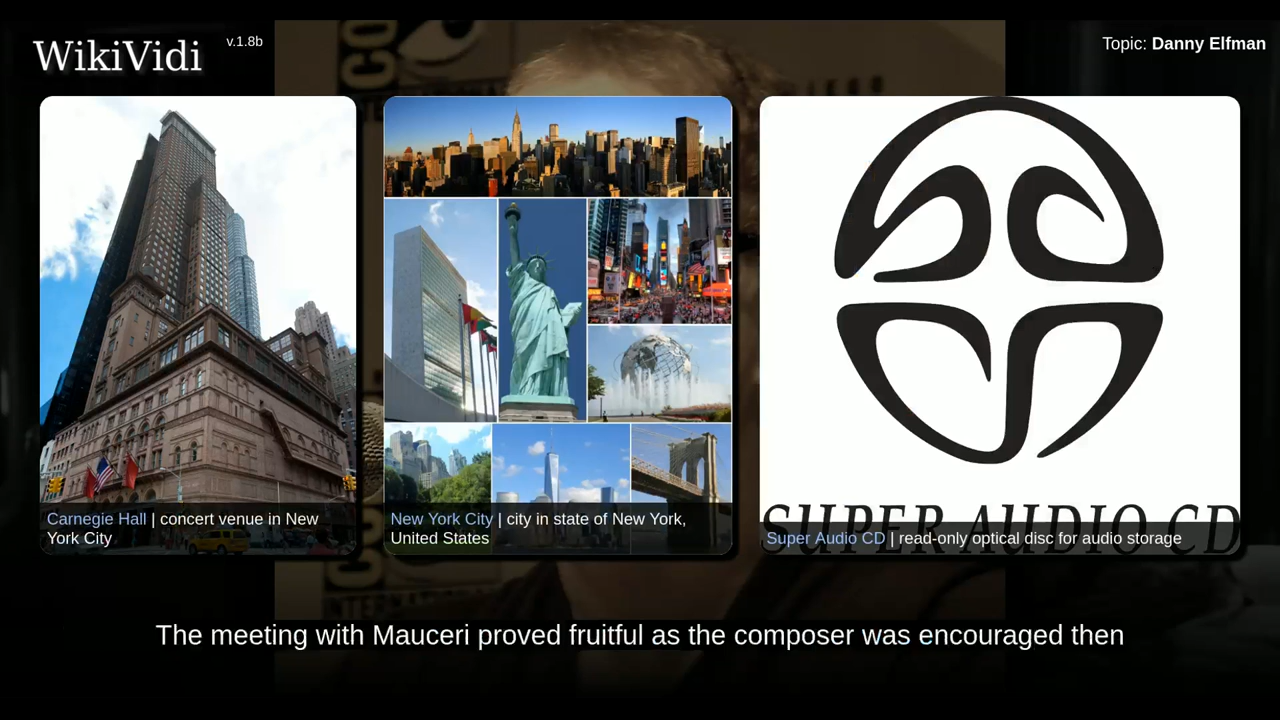 WikiVidi v.1.8b
Topic: Danny Elfman
Carnegie Hall | concert venue in New
York City
New York City | city in state of New York,
United States
SUPER AUDIO CD
Super Audio CD | read-only optical disc for audio storage
The meeting with Mauceri proved fruitful as the composer was encouraged then